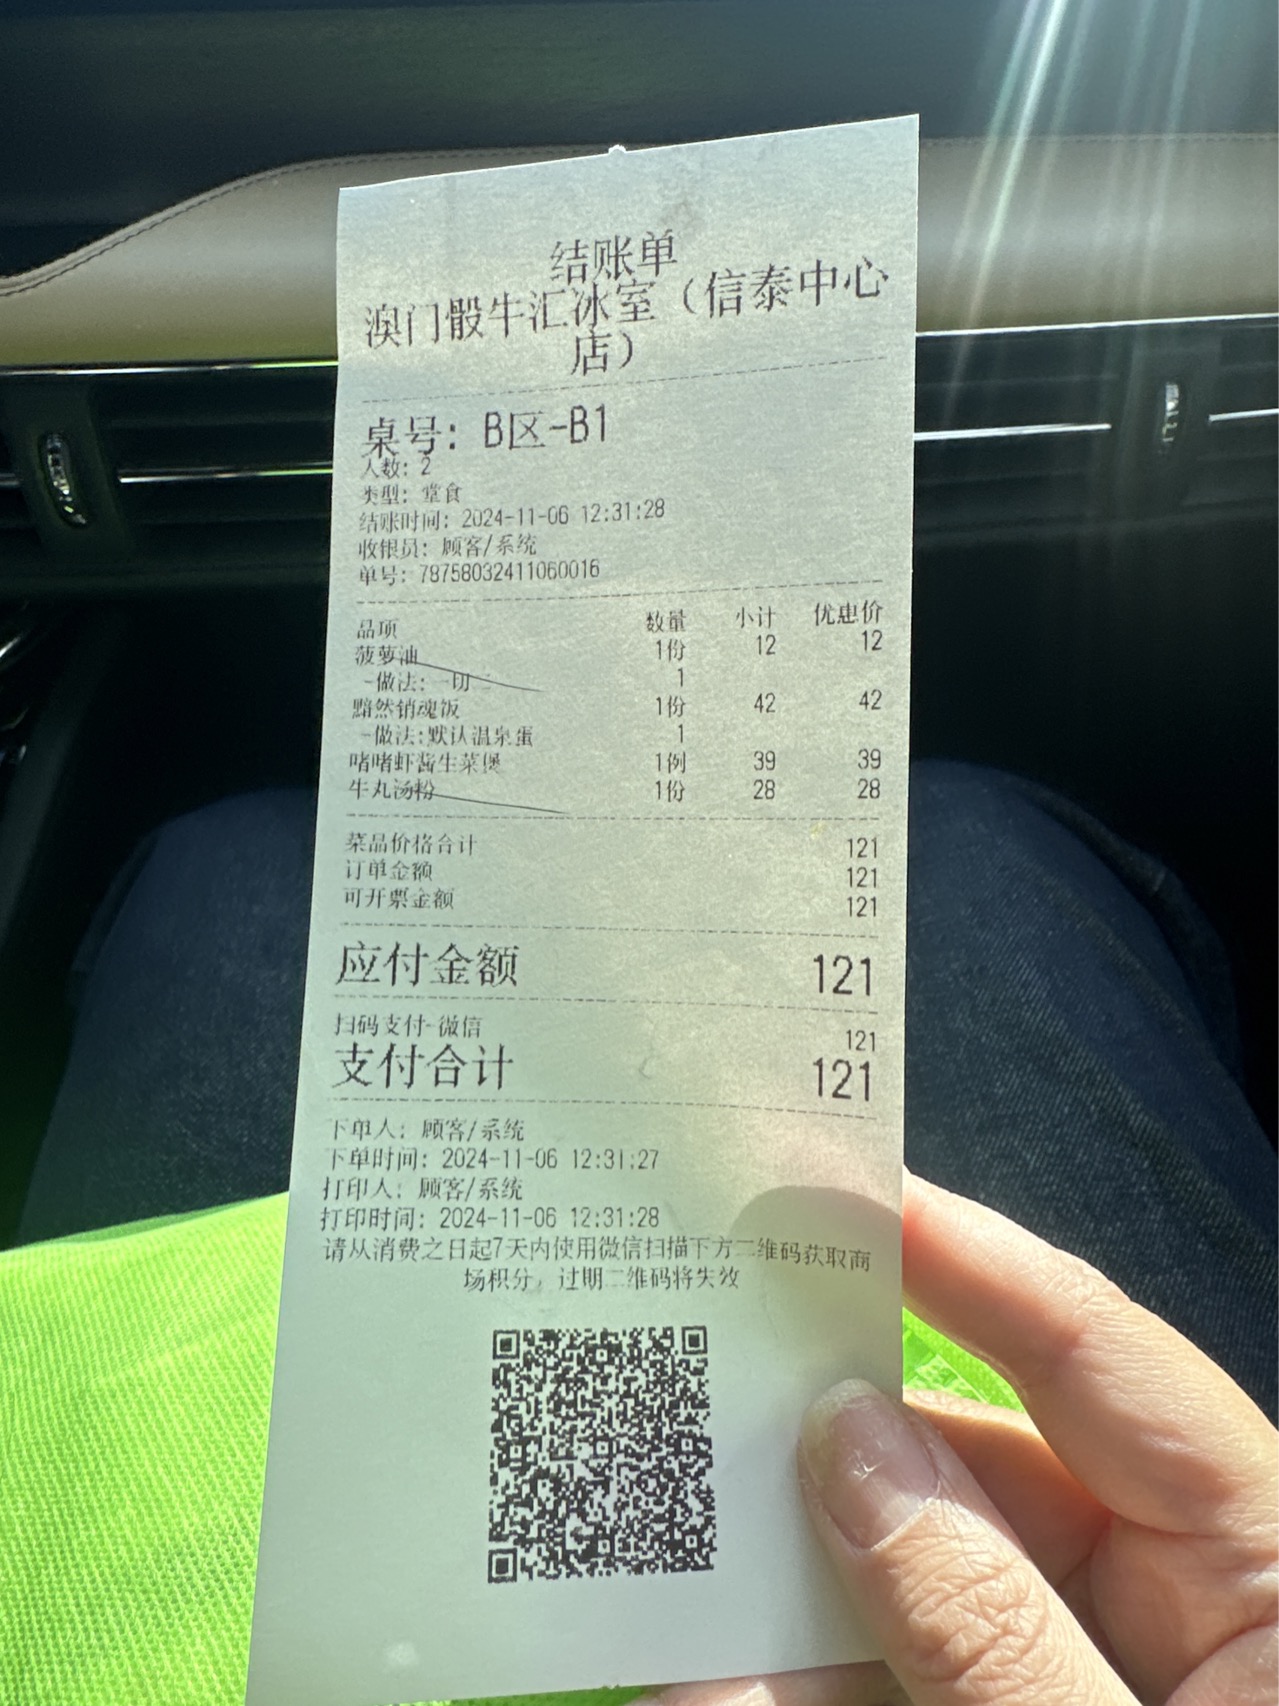 结账单
澳门骰牛汇冰室（信泰中心
店）
桌号：B区-B1
人数：2
类型：堂食
结账时间：2024-11-06 12:31:28
收银员：顾客/系统
单号：78758032411060016
品项 数量 小计 优惠价
菠萝油 1份 12 12
-做法:一切二 1
黯然销魂饭 1份 42 42
-做法:默认温泉蛋 1
啫啫虾酱生菜煲 1例 39 39
牛丸汤粉 1份 28 28
菜品价格合计 121
订单金额 121
可开票金额 121
应付金额 121
扫码支付-微信 121
支付合计 121
下单人：顾客/系统
下单时间：2024-11-06 12:31:27
打印人：顾客/系统
打印时间：2024-11-06 12:31:28
请从消费之日起7天内使用微信扫描下方二维码获取商
场积分，过期二维码将失效